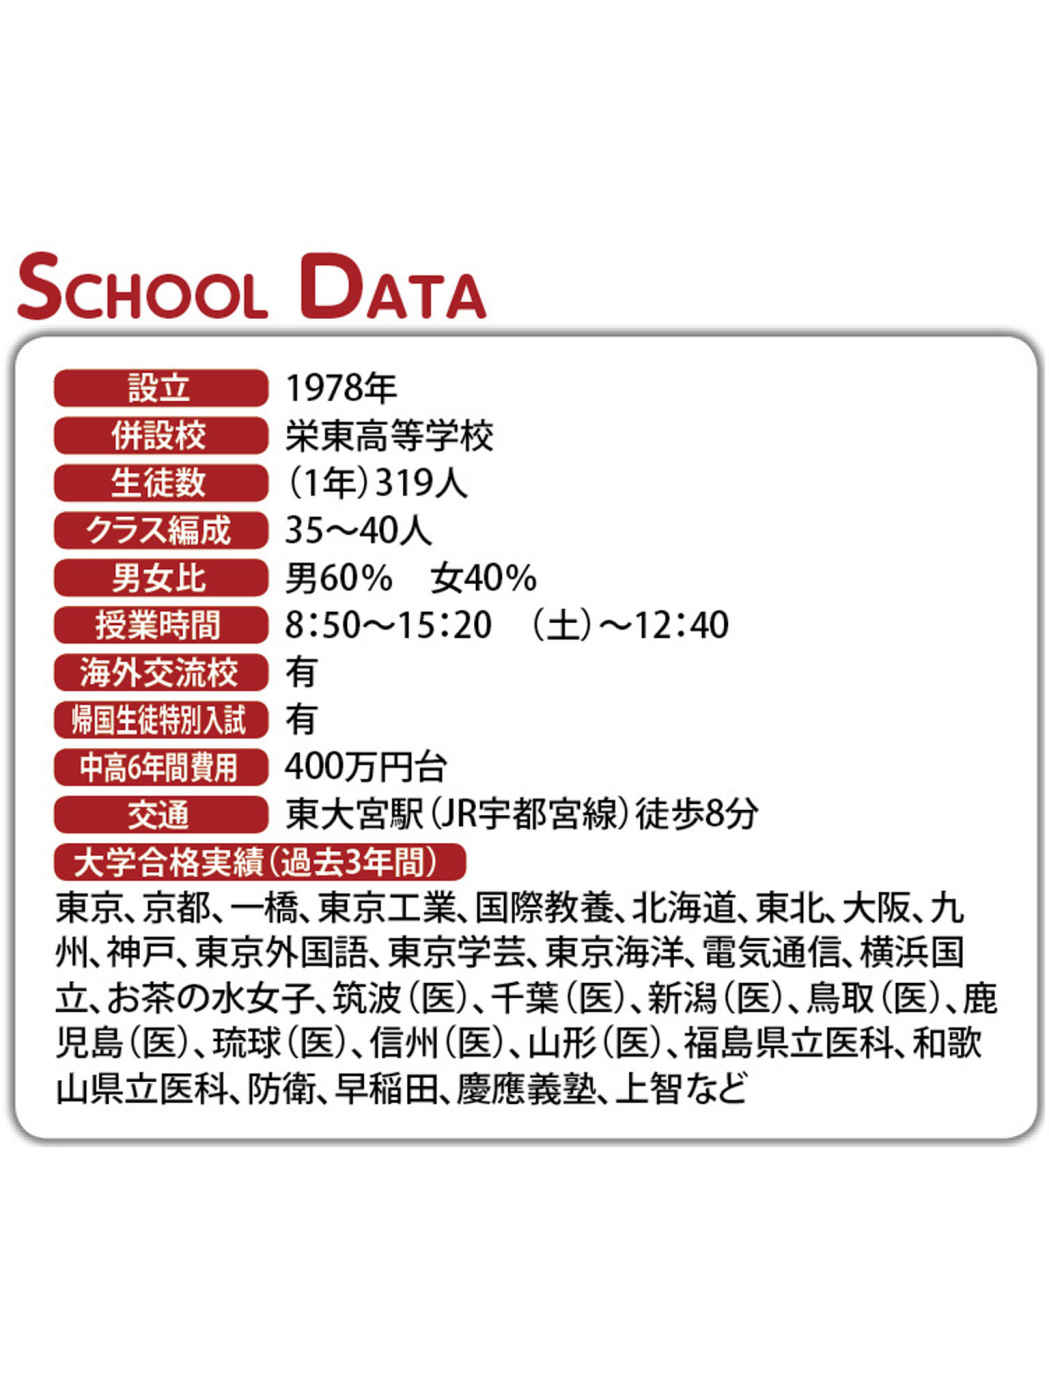 SCHOOL DATA
設立 1978年
併設校 栄東高等学校
生徒数 （1年）319人
クラス編成 35～40人
男女比 男60%　女40%
授業時間 8：50～15：20　（土）～12：40
海外交流校 有
帰国生徒特別入試 有
中高6年間費用 400万円台
交通 東大宮駅（JR宇都宮線）徒歩8分
大学合格実績（過去3年間）
東京、京都、一橋、東京工業、国際教養、北海道、東北、大阪、九
州、神戸、東京外国語、東京学芸、東京海洋、電気通信、横浜国
立、お茶の水女子、筑波（医）、千葉（医）、新潟（医）、鳥取（医）、鹿
児島（医）、琉球（医）、信州（医）、山形（医）、福島県立医科、和歌
山県立医科、防衛、早稲田、慶應義塾、上智など